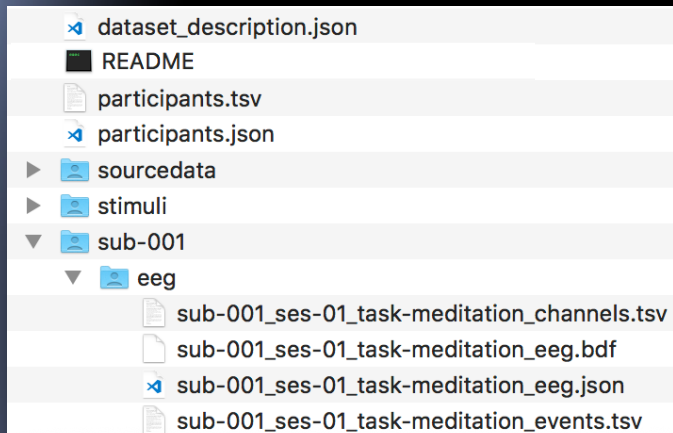 dataset_description.json
README
participants.tsv
participants.json
sourcedata
stimuli
sub-001
eeg
sub-001_ses-01_task-meditation_channels.tsv
sub-001_ses-01_task-meditation_eeg.bdf
sub-001_ses-01_task-meditation_eeg.json
sub-001_ses-01_task-meditation_events.tsv